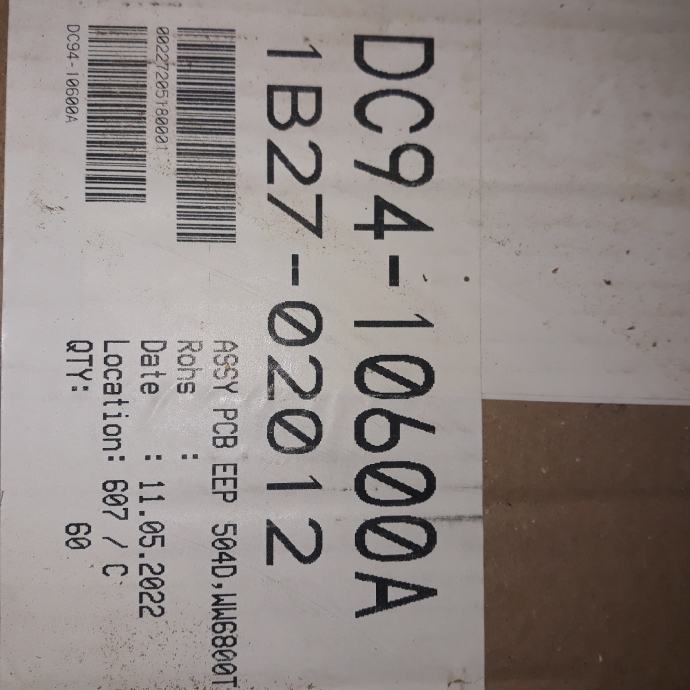 DC94-10600A
1B27-02012
ASSY PCB EEP 504D,WW6800T
Rohs :
Date : 11.05.2022
Location: 607 / C
QTY: 60
00227205180001
DC94-10600A